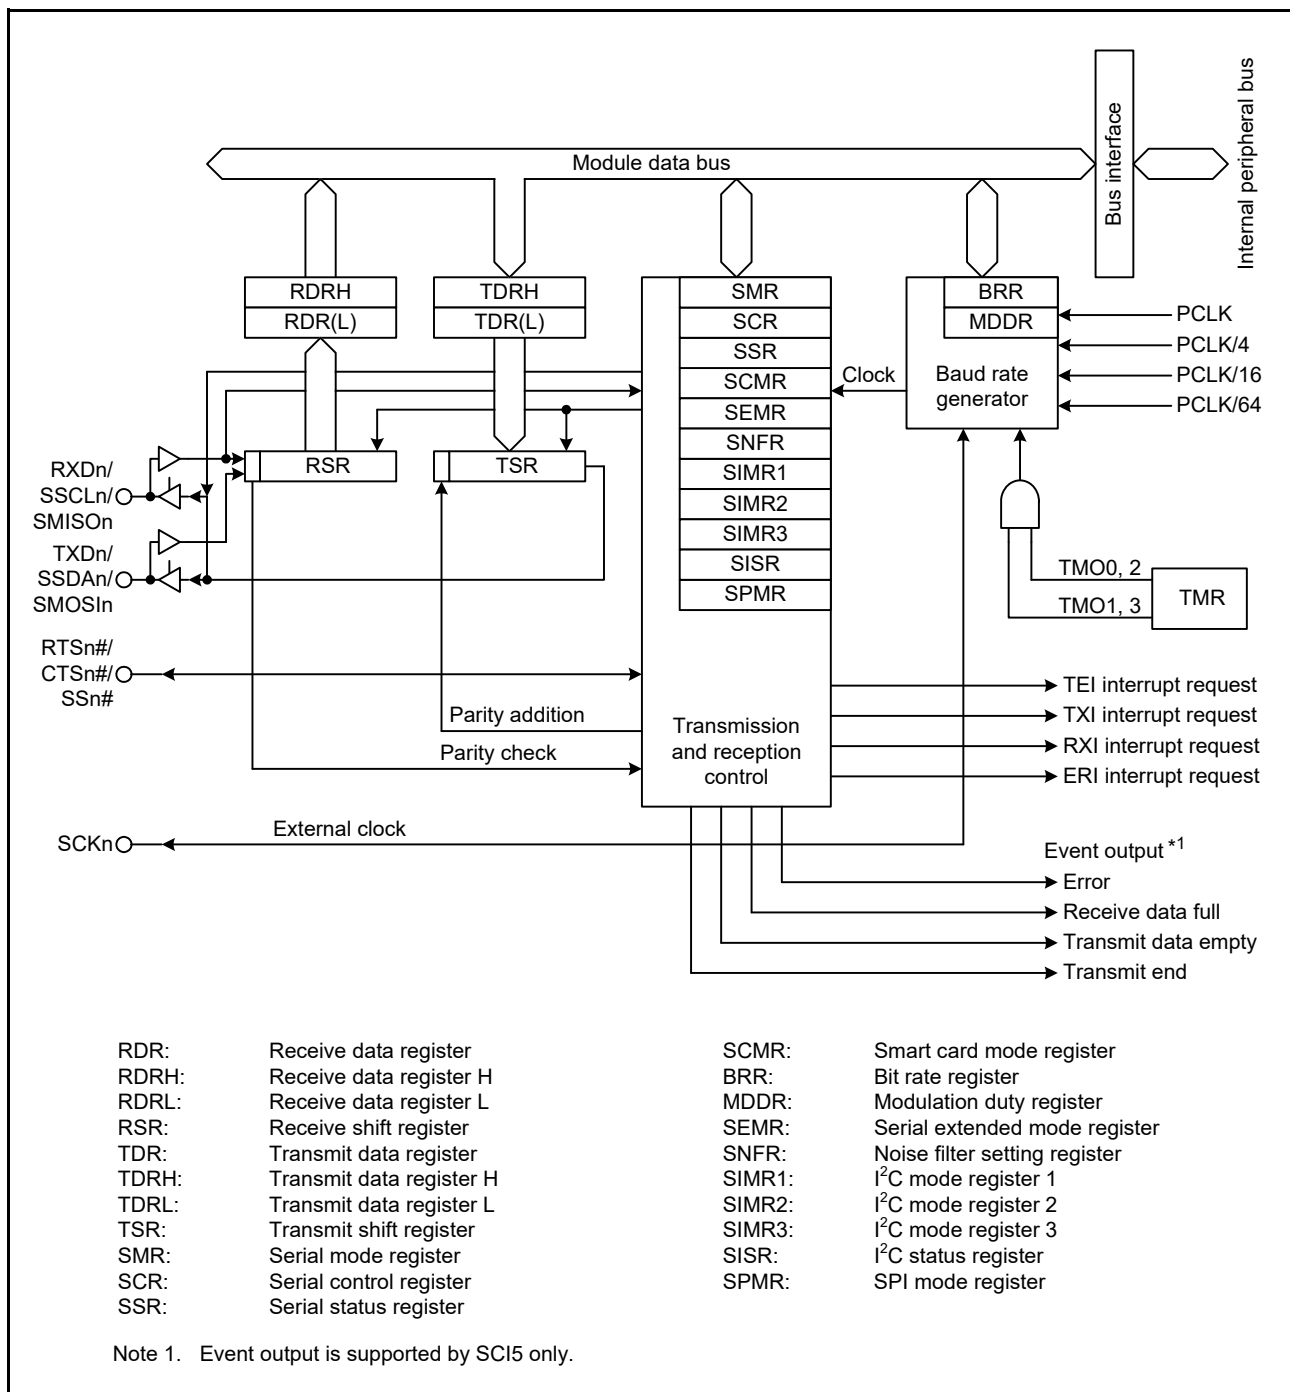 Module data bus
Bus interface
Internal peripheral bus
RDRH
RDR(L)
TDRH
TDR(L)
SMR
SCR
SSR
SCMR
SEMR
SNFR
SIMR1
SIMR2
SIMR3
SISR
SPMR
BRR
MDDR
Baud rate
generator
Clock
PCLK
PCLK/4
PCLK/16
PCLK/64
RSR
TSR
RXDn/
SSCLn/
SMISOn
TXDn/
SSDAn/
SMOSIn
TMO0, 2
TMO1, 3
TMR
RTSn#/
CTSn#/
SSn#
Parity addition
Parity check
Transmission
and reception
control
TEI interrupt request
TXI interrupt request
RXI interrupt request
ERI interrupt request
SCKn
External clock
Event output *1
Error
Receive data full
Transmit data empty
Transmit end
RDR: Receive data register
RDRH: Receive data register H
RDRL: Receive data register L
RSR: Receive shift register
TDR: Transmit data register
TDRH: Transmit data register H
TDRL: Transmit data register L
TSR: Transmit shift register
SMR: Serial mode register
SCR: Serial control register
SSR: Serial status register
SCMR: Smart card mode register
BRR: Bit rate register
MDDR: Modulation duty register
SEMR: Serial extended mode register
SNFR: Noise filter setting register
SIMR1: I²C mode register 1
SIMR2: I²C mode register 2
SIMR3: I²C mode register 3
SISR: I²C status register
SPMR: SPI mode register
Note 1. Event output is supported by SCI5 only.